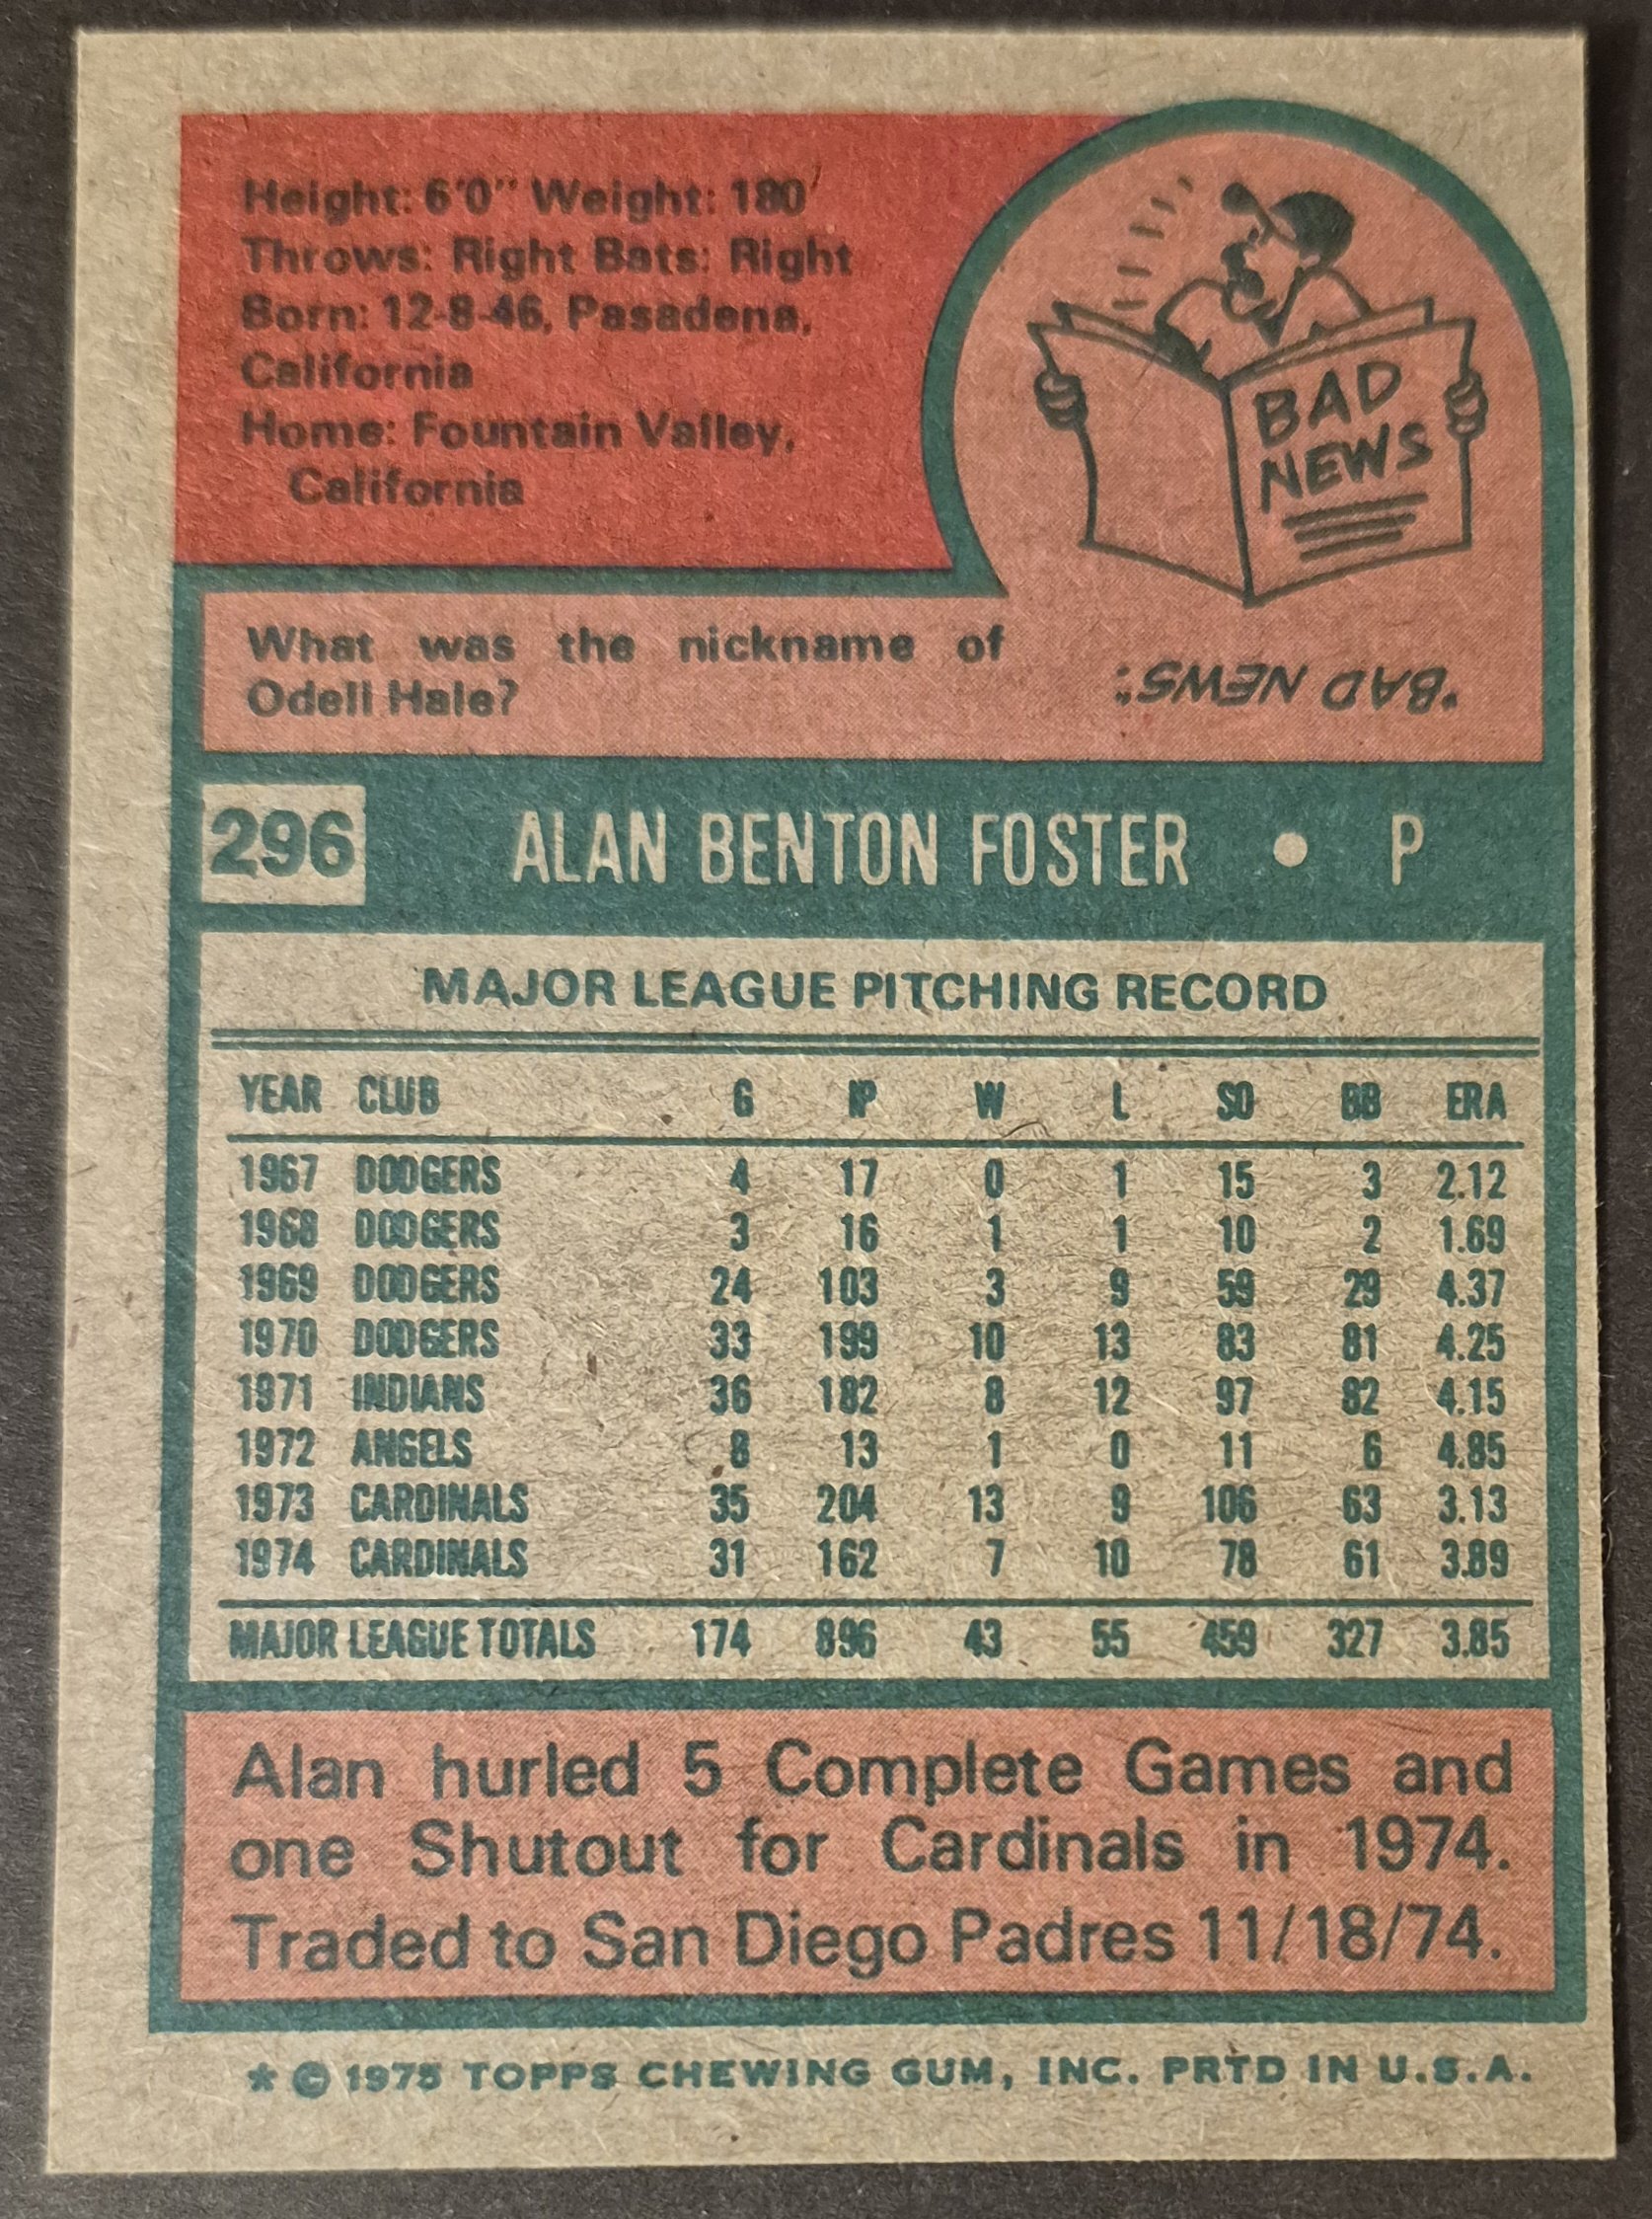 Height: 6'0" Weight: 180
Throws: Right Bats: Right
Born: 12-8-46, Pasadena,
California
Home: Fountain Valley,
California
BAD
NEWS
What was the nickname of
Odell Hale?
"BAD NEWS."
296 ALAN BENTON FOSTER • P
MAJOR LEAGUE PITCHING RECORD
YEAR CLUB G IP W L SO BB ERA
1967 DODGERS 4 17 0 1 15 3 2.12
1968 DODGERS 3 16 1 1 10 2 1.69
1969 DODGERS 24 103 3 9 59 29 4.37
1970 DODGERS 33 199 10 13 83 81 4.25
1971 INDIANS 36 182 8 12 97 82 4.15
1972 ANGELS 8 13 1 0 11 6 4.85
1973 CARDINALS 35 204 13 9 106 63 3.13
1974 CARDINALS 31 162 7 10 78 61 3.89
MAJOR LEAGUE TOTALS 174 896 43 55 459 327 3.85
Alan hurled 5 Complete Games and
one Shutout for Cardinals in 1974.
Traded to San Diego Padres 11/18/74.
* © 1975 TOPPS CHEWING GUM, INC. PRTD IN U.S.A.